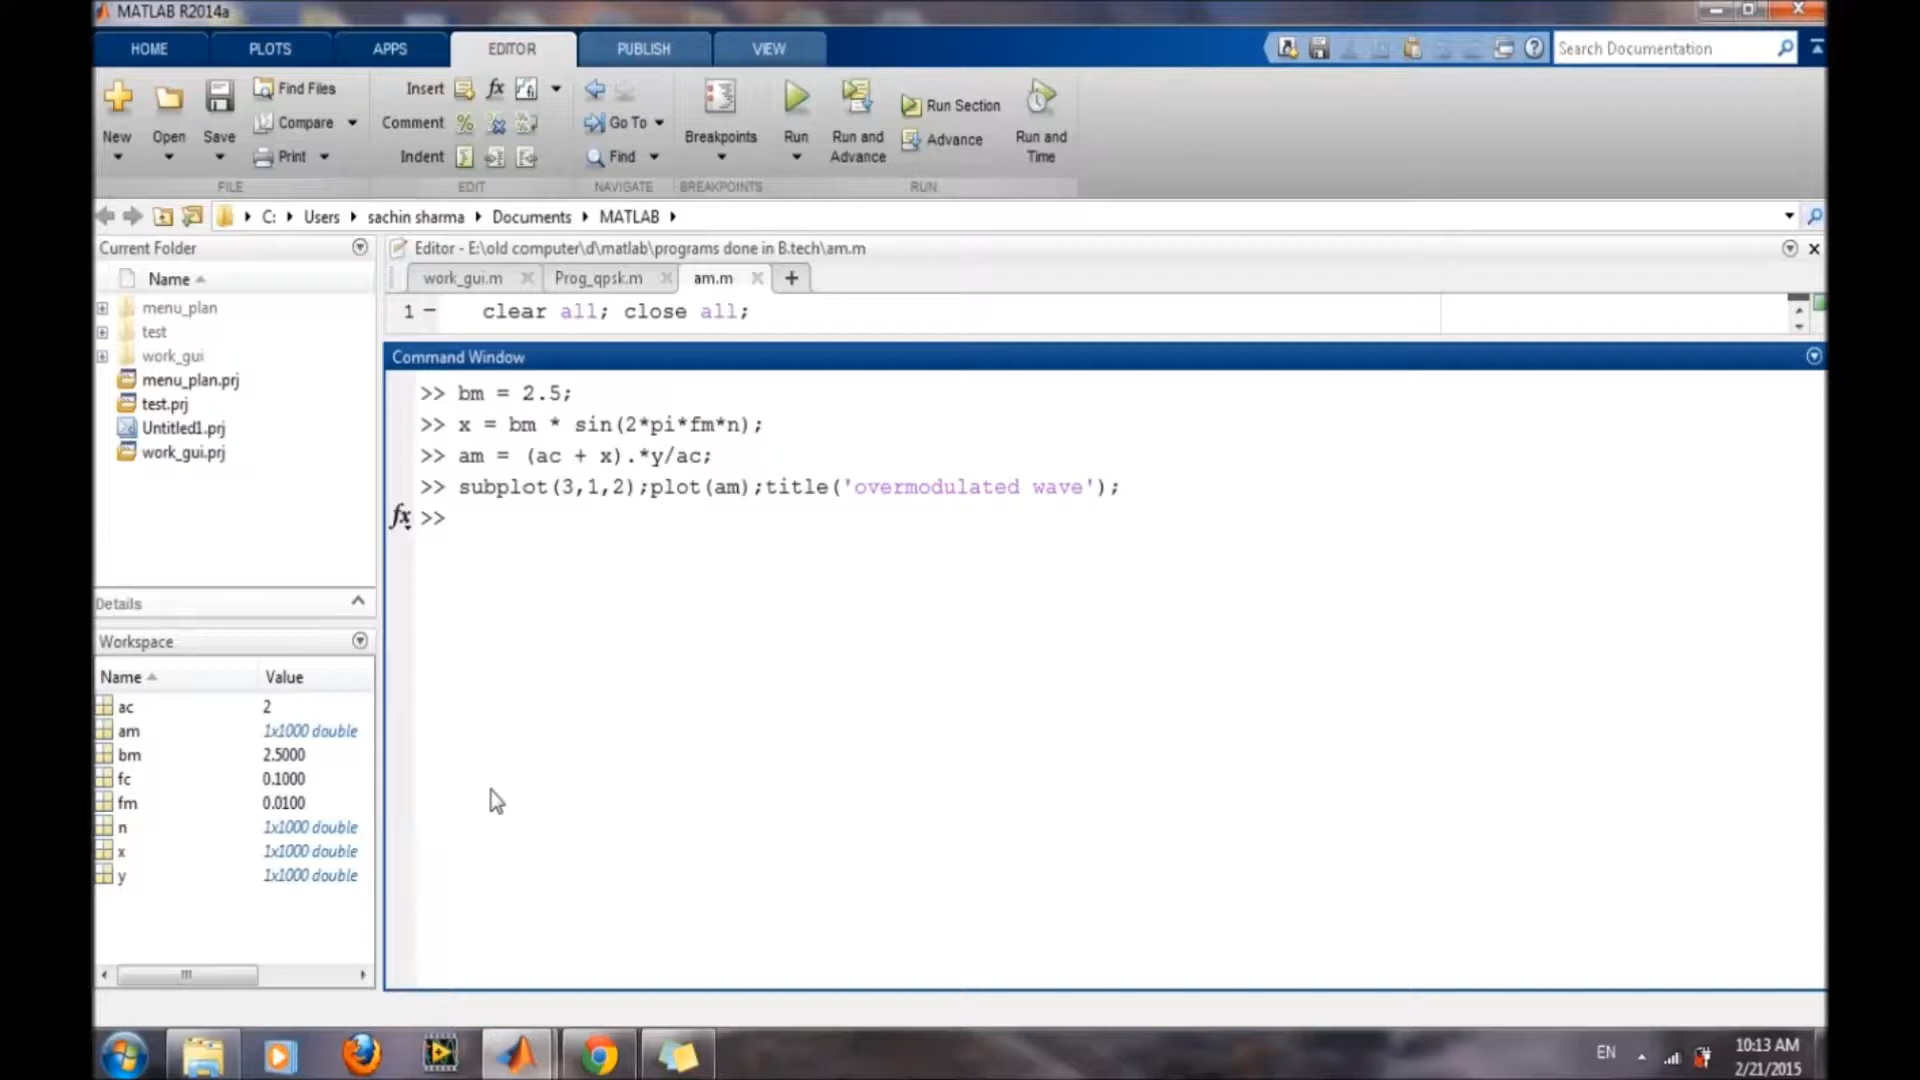 MATLAB R2014a
HOME PLOTS APPS EDITOR PUBLISH VIEW
Search Documentation
New Open Save
Find Files
Compare
Print
FILE
Insert fx
Comment
Indent
EDIT
Go To
Find
NAVIGATE
Breakpoints
BREAKPOINTS
Run
Run and Advance
Run Section
Advance
Run and Time
RUN
C: Users sachin sharma Documents MATLAB
Current Folder
Name
menu_plan
test
work_gui
menu_plan.prj
test.prj
Untitled1.prj
work_gui.prj
Details
Workspace
Name Value
ac 2
am 1x1000 double
bm 2.5000
fc 0.1000
fm 0.0100
n 1x1000 double
x 1x1000 double
y 1x1000 double
Editor - E:\old computer\d\matlab\programs done in B.tech\am.m
work_gui.m Prog_qpsk.m am.m +
1 - clear all; close all;
Command Window
>> bm = 2.5;
>> x = bm * sin(2*pi*fm*n);
>> am = (ac + x).*y/ac;
>> subplot(3,1,2);plot(am);title('overmodulated wave');
fx >>
EN
10:13 AM
2/21/2015